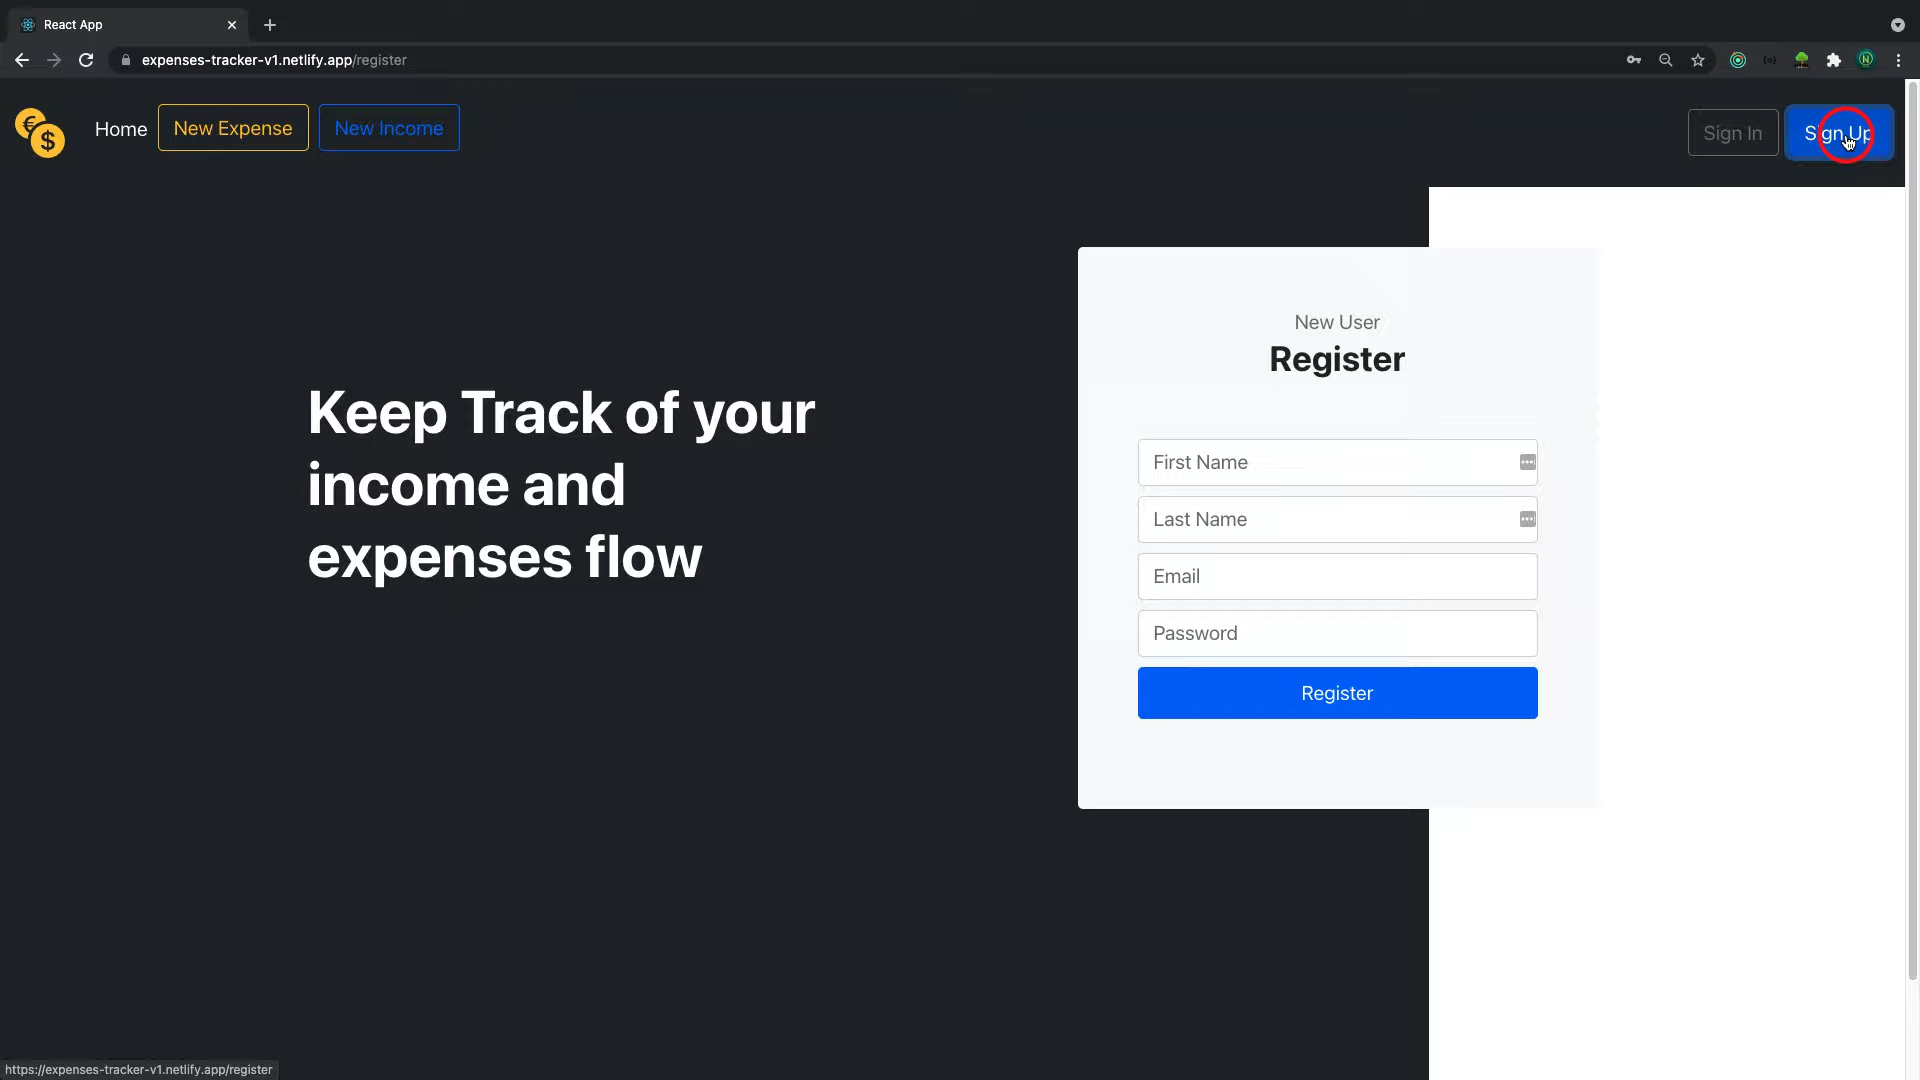 React App
expenses-tracker-v1.netlify.app/register
€
$
Home
New Expense
New Income
Sign In
Sign Up
Keep Track of your
income and
expenses flow
New User
Register
First Name
Last Name
Email
Password
Register
https://expenses-tracker-v1.netlify.app/register